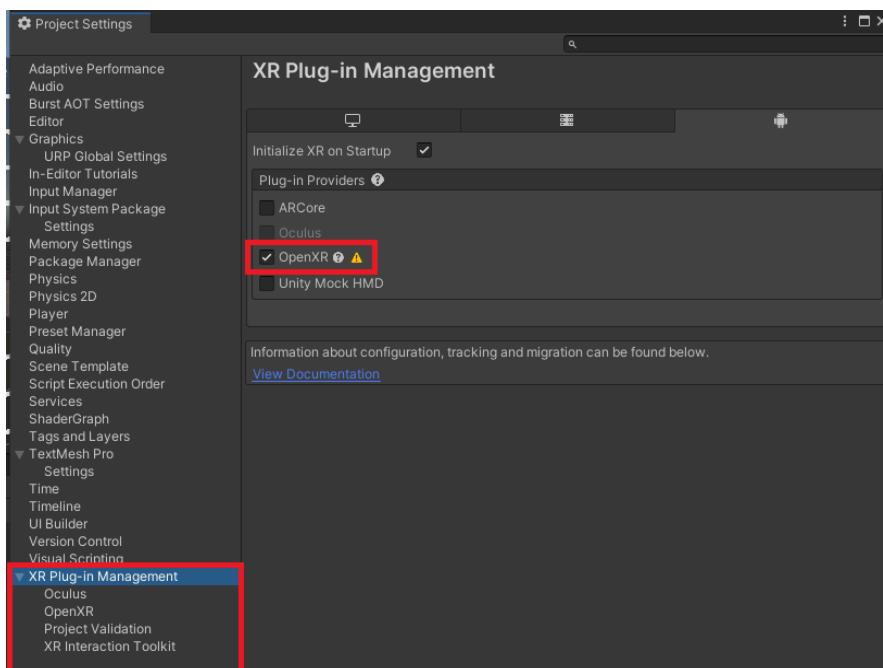 Project Settings
Adaptive Performance
Audio
Burst AOT Settings
Editor
Graphics
URP Global Settings
In-Editor Tutorials
Input Manager
Input System Package
Settings
Memory Settings
Package Manager
Physics
Physics 2D
Player
Preset Manager
Quality
Scene Template
Script Execution Order
Services
ShaderGraph
Tags and Layers
TextMesh Pro
Settings
Time
Timeline
UI Builder
Version Control
Visual Scripting
XR Plug-in Management
Oculus
OpenXR
Project Validation
XR Interaction Toolkit
XR Plug-in Management
Initialize XR on Startup
Plug-in Providers
ARCore
Oculus
OpenXR
Unity Mock HMD
Information about configuration, tracking and migration can be found below.
View Documentation